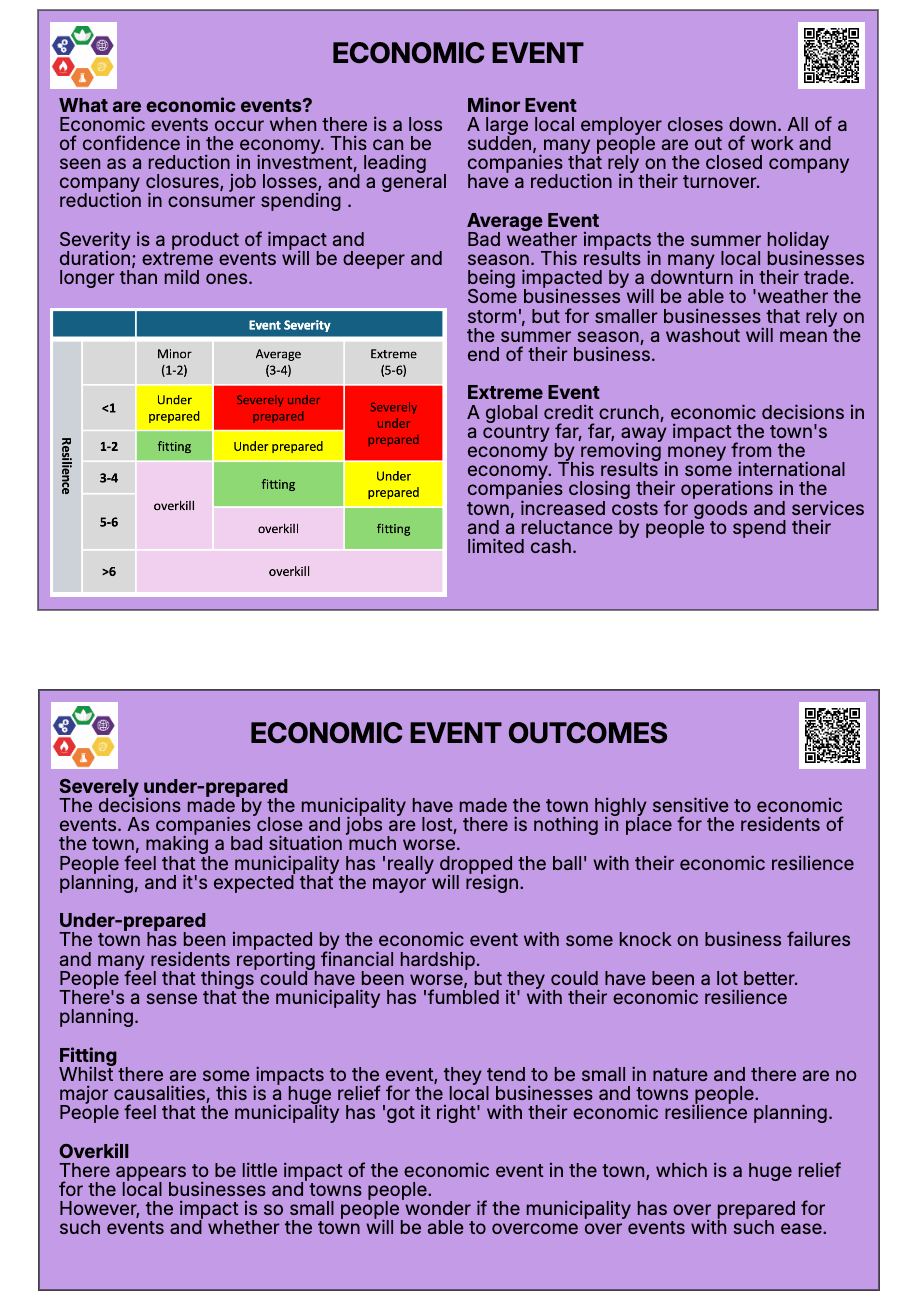 ECONOMIC EVENT
What are economic events?
Economic events occur when there is a loss
of confidence in the economy. This can be
seen as a reduction in investment, leading
company closures, job losses, and a general
reduction in consumer spending .
Severity is a product of impact and
duration; extreme events will be deeper and
longer than mild ones.
Event Severity
Minor
(1-2)
Average
(3-4)
Extreme
(5-6)
Resilience
<1
Under
prepared
Severely under
prepared
Severely
under
prepared
1-2
fitting
Under prepared
3-4
overkill
fitting
Under
prepared
5-6
overkill
fitting
>6
overkill
Minor Event
A large local employer closes down. All of a
sudden, many people are out of work and
companies that rely on the closed company
have a reduction in their turnover.
Average Event
Bad weather impacts the summer holiday
season. This results in many local businesses
being impacted by a downturn in their trade.
Some businesses will be able to 'weather the
storm', but for smaller businesses that rely on
the summer season, a washout will mean the
end of their business.
Extreme Event
A global credit crunch, economic decisions in
a country far, far, away impact the town's
economy by removing money from the
economy. This results in some international
companies closing their operations in the
town, increased costs for goods and services
and a reluctance by people to spend their
limited cash.
ECONOMIC EVENT OUTCOMES
Severely under-prepared
The decisions made by the municipality have made the town highly sensitive to economic
events. As companies close and jobs are lost, there is nothing in place for the residents of
the town, making a bad situation much worse.
People feel that the municipality has 'really dropped the ball' with their economic resilience
planning, and it's expected that the mayor will resign.
Under-prepared
The town has been impacted by the economic event with some knock on business failures
and many residents reporting financial hardship.
People feel that things could have been worse, but they could have been a lot better.
There's a sense that the municipality has 'fumbled it' with their economic resilience
planning.
Fitting
Whilst there are some impacts to the event, they tend to be small in nature and there are no
major causalities, this is a huge relief for the local businesses and towns people.
People feel that the municipality has 'got it right' with their economic resilience planning.
Overkill
There appears to be little impact of the economic event in the town, which is a huge relief
for the local businesses and towns people.
However, the impact is so small people wonder if the municipality has over prepared for
such events and whether the town will be able to overcome over events with such ease.